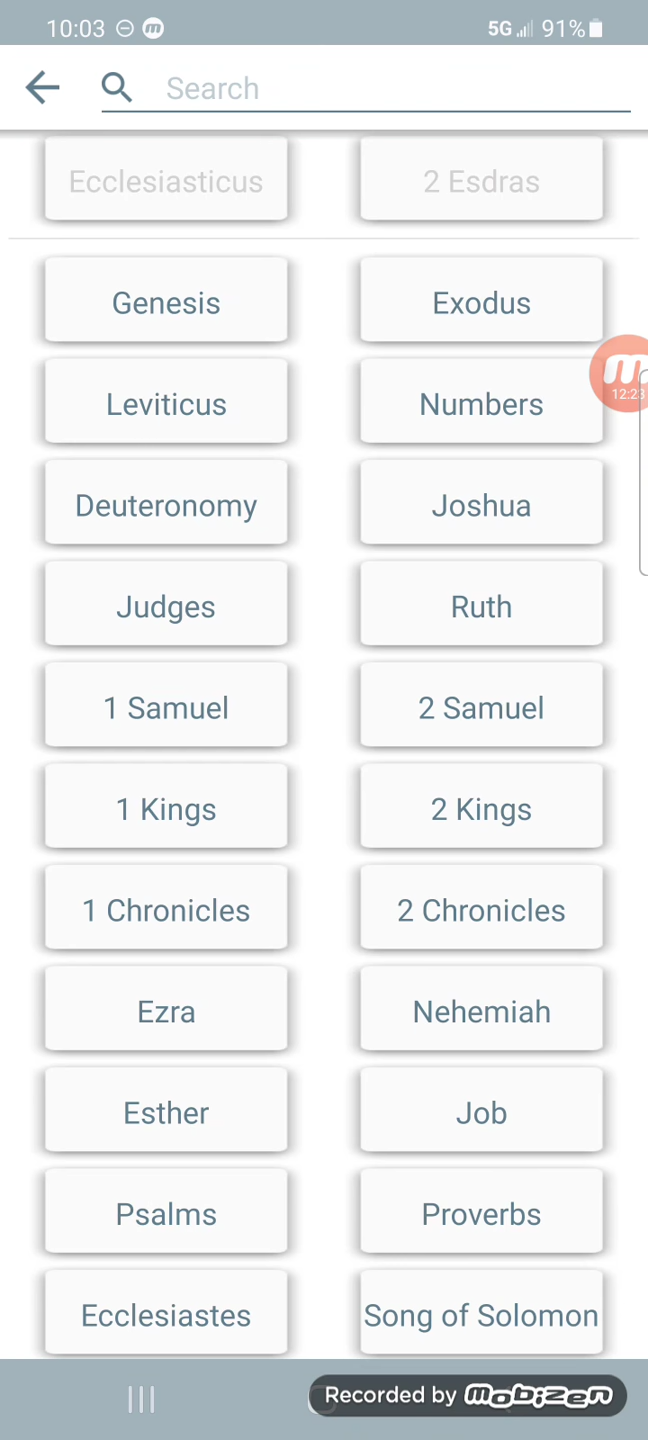 10:03
5G 91%
Search
Ecclesiasticus 2 Esdras
Genesis Exodus
Leviticus Numbers
12:23
Deuteronomy Joshua
Judges Ruth
1 Samuel 2 Samuel
1 Kings 2 Kings
1 Chronicles 2 Chronicles
Ezra Nehemiah
Esther Job
Psalms Proverbs
Ecclesiastes Song of Solomon
Recorded by mobizen